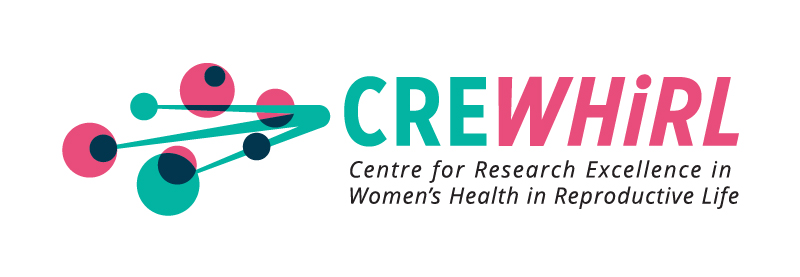 CREWHiRL
Centre for Research Excellence in
Women's Health in Reproductive Life